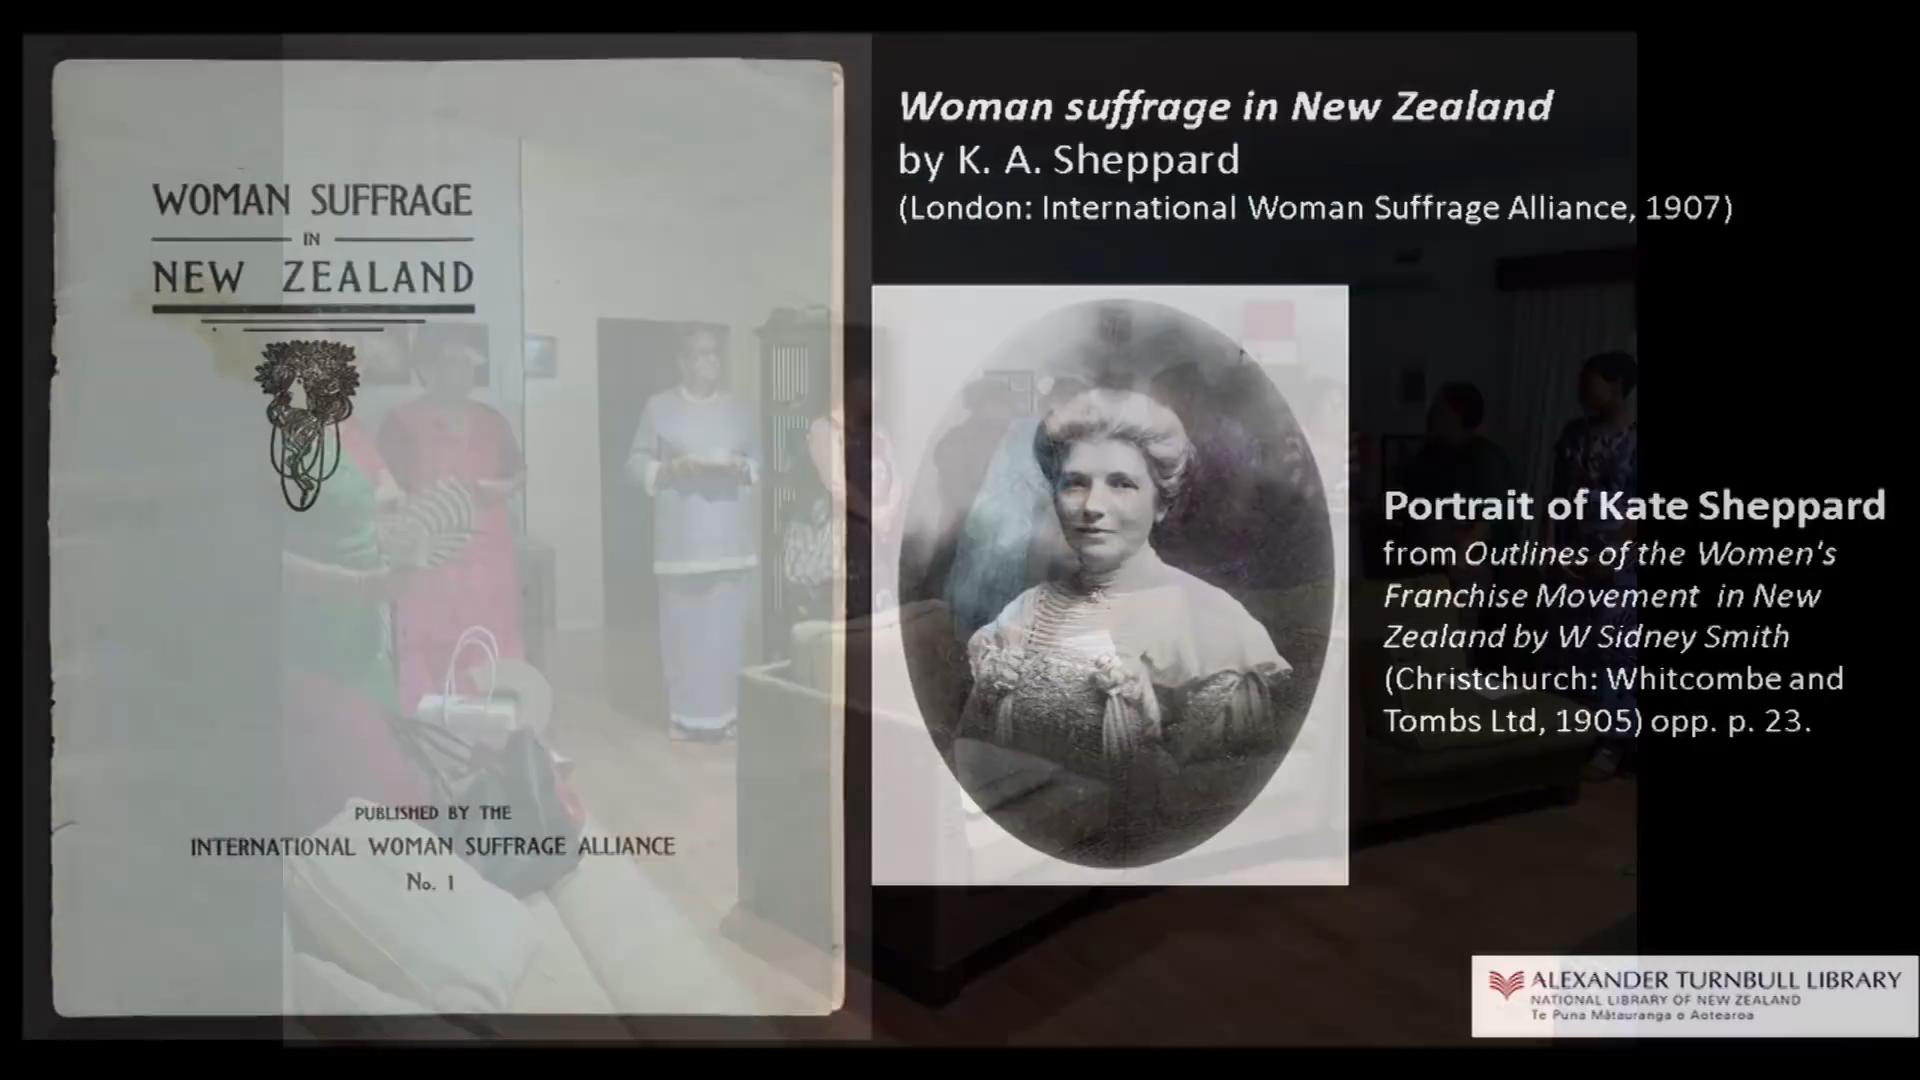 WOMAN SUFFRAGE
IN
NEW ZEALAND
PUBLISHED BY THE
INTERNATIONAL WOMAN SUFFRAGE ALLIANCE
No. 1
Woman suffrage in New Zealand
by K. A. Sheppard
(London: International Woman Suffrage Alliance, 1907)
Portrait of Kate Sheppard
from Outlines of the Women's
Franchise Movement in New
Zealand by W Sidney Smith
(Christchurch: Whitcombe and
Tombs Ltd, 1905) opp. p. 23.
ALEXANDER TURNBULL LIBRARY
NATIONAL LIBRARY OF NEW ZEALAND
Te Puna Mātauranga o Aotearoa